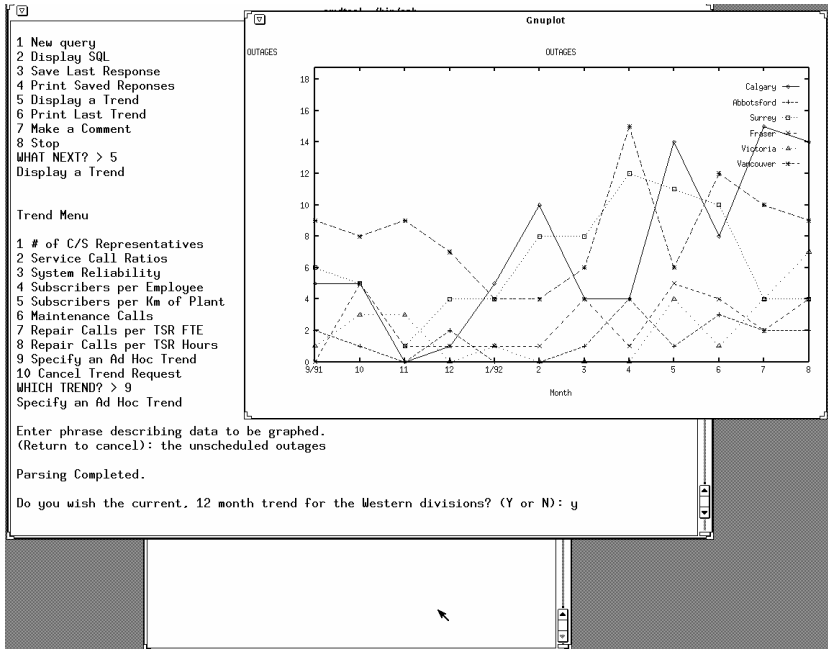 1 New query
2 Display SQL
3 Save Last Response
4 Print Saved Reponses
5 Display a Trend
6 Print Last Trend
7 Make a Comment
8 Stop
WHAT NEXT? > 5
Display a Trend
Trend Menu
1 # of C/S Representatives
2 Service Call Ratios
3 System Reliability
4 Subscribers per Employee
5 Subscribers per Km of Plant
6 Maintenance Calls
7 Repair Calls per TSR FTE
8 Repair Calls per TSR Hours
9 Specify an Ad Hoc Trend
10 Cancel Trend Request
WHICH TREND? > 9
Specify an Ad Hoc Trend
Enter phrase describing data to be graphed.
(Return to cancel): the unscheduled outages
Parsing Completed.
Do you wish the current, 12 month trend for the Western divisions? (Y or N): y
Gnuplot
OUTAGES OUTAGES
18
16
14
12
10
8
6
4
2
0
Calgary
Abbotsford
Surrey
Fraser
Victoria
Vancouver
9/91 10 11 12 1/92 2 3 4 5 6 7 8
Month